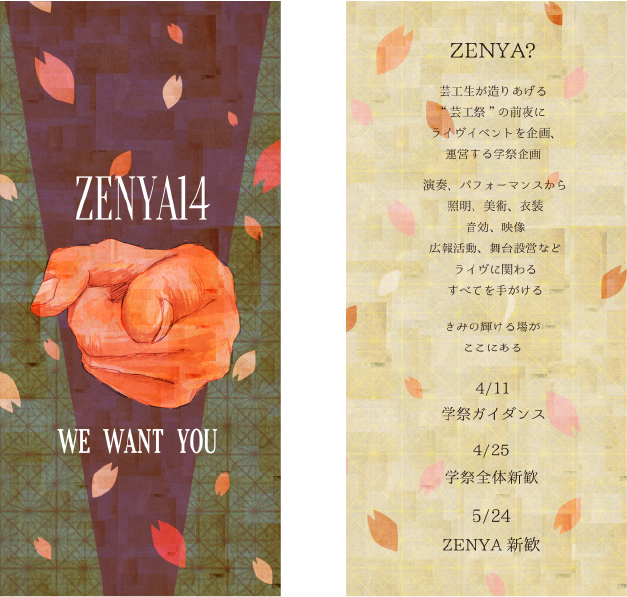 ZENYA14
WE WANT YOU
ZENYA?
芸工生が造りあげる
“芸工祭”の前夜に
ライヴイベントを企画、
運営する学祭企画
演奏、パフォーマンスから
照明、美術、衣装
音効、映像
広報活動、舞台設営など
ライヴに関わる
すべてを手がける
きみの輝ける場が
ここにある
4/11
学祭ガイダンス
4/25
学祭全体新歓
5/24
ZENYA 新歓